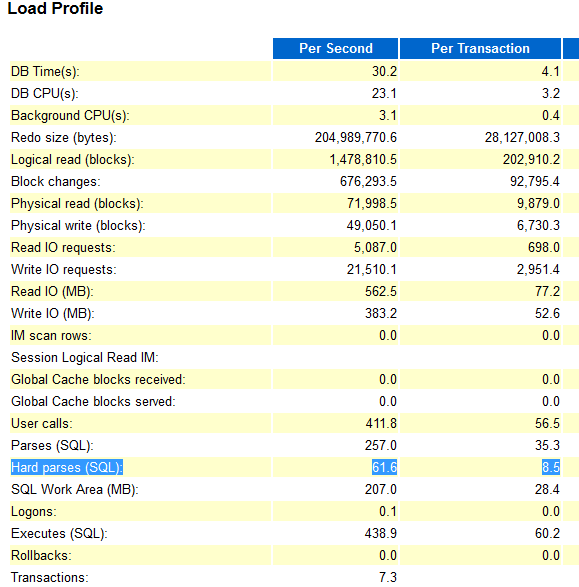 Load Profile
Per Second Per Transaction
DB Time(s): 30.2 4.1
DB CPU(s): 23.1 3.2
Background CPU(s): 3.1 0.4
Redo size (bytes): 204,989,770.6 28,127,008.3
Logical read (blocks): 1,478,810.5 202,910.2
Block changes: 676,293.5 92,795.4
Physical read (blocks): 71,998.5 9,879.0
Physical write (blocks): 49,050.1 6,730.3
Read IO requests: 5,087.0 698.0
Write IO requests: 21,510.1 2,951.4
Read IO (MB): 562.5 77.2
Write IO (MB): 383.2 52.6
IM scan rows: 0.0 0.0
Session Logical Read IM:
Global Cache blocks received: 0.0 0.0
Global Cache blocks served: 0.0 0.0
User calls: 411.8 56.5
Parses (SQL): 257.0 35.3
Hard parses (SQL): 61.6 8.5
SQL Work Area (MB): 207.0 28.4
Logons: 0.1 0.0
Executes (SQL): 438.9 60.2
Rollbacks: 0.0 0.0
Transactions: 7.3